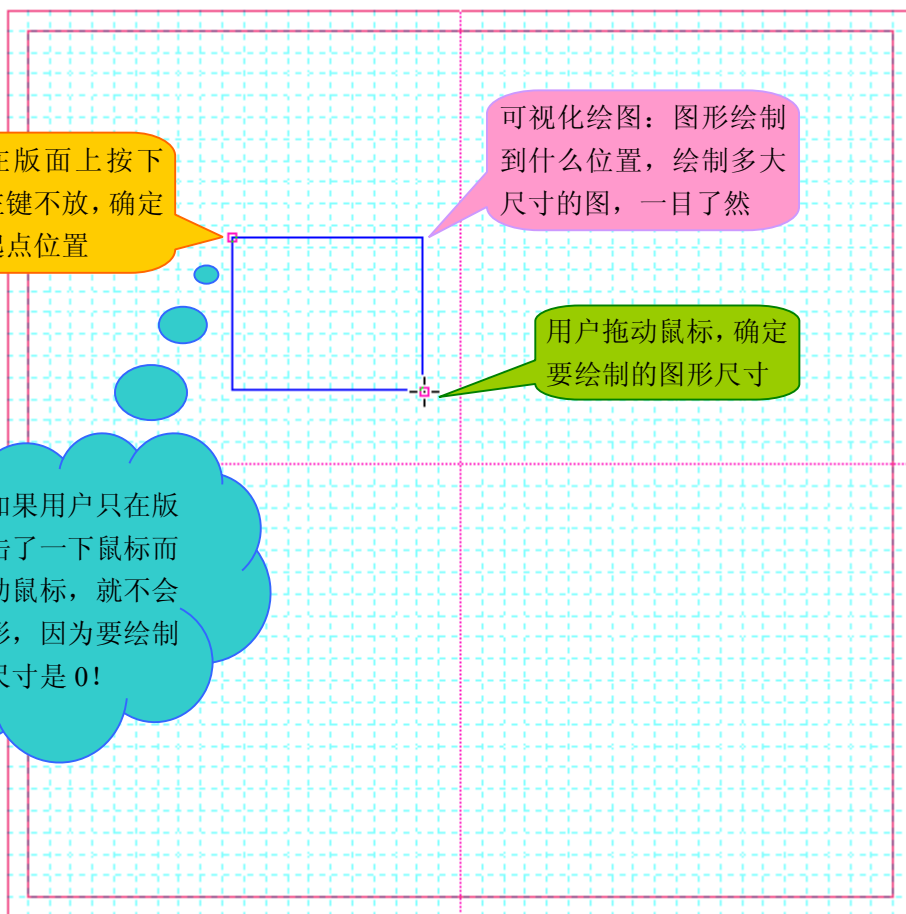 可视化绘图：图形绘制
到什么位置，绘制多大
尺寸的图，一目了然
在版面上按下
左键不放，确定
起点位置
用户拖动鼠标，确定
要绘制的图形尺寸
如果用户只在版
击了一下鼠标而
动鼠标，就不会
形，因为要绘制
尺寸是 0！